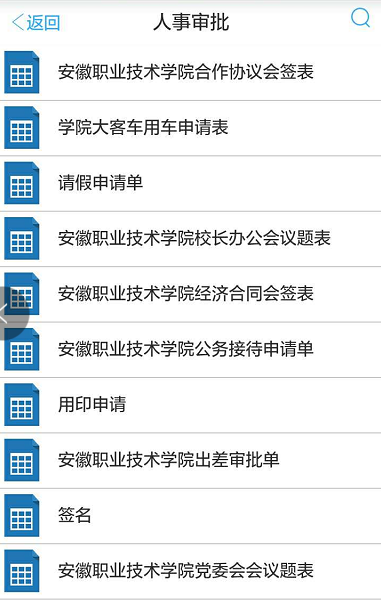 返回
人事审批
安徽职业技术学院合作协议会签表
学院大客车用车申请表
请假申请单
安徽职业技术学院校长办公会议题表
安徽职业技术学院经济合同会签表
安徽职业技术学院公务接待申请单
用印申请
安徽职业技术学院出差审批单
签名
安徽职业技术学院党委会会议题表